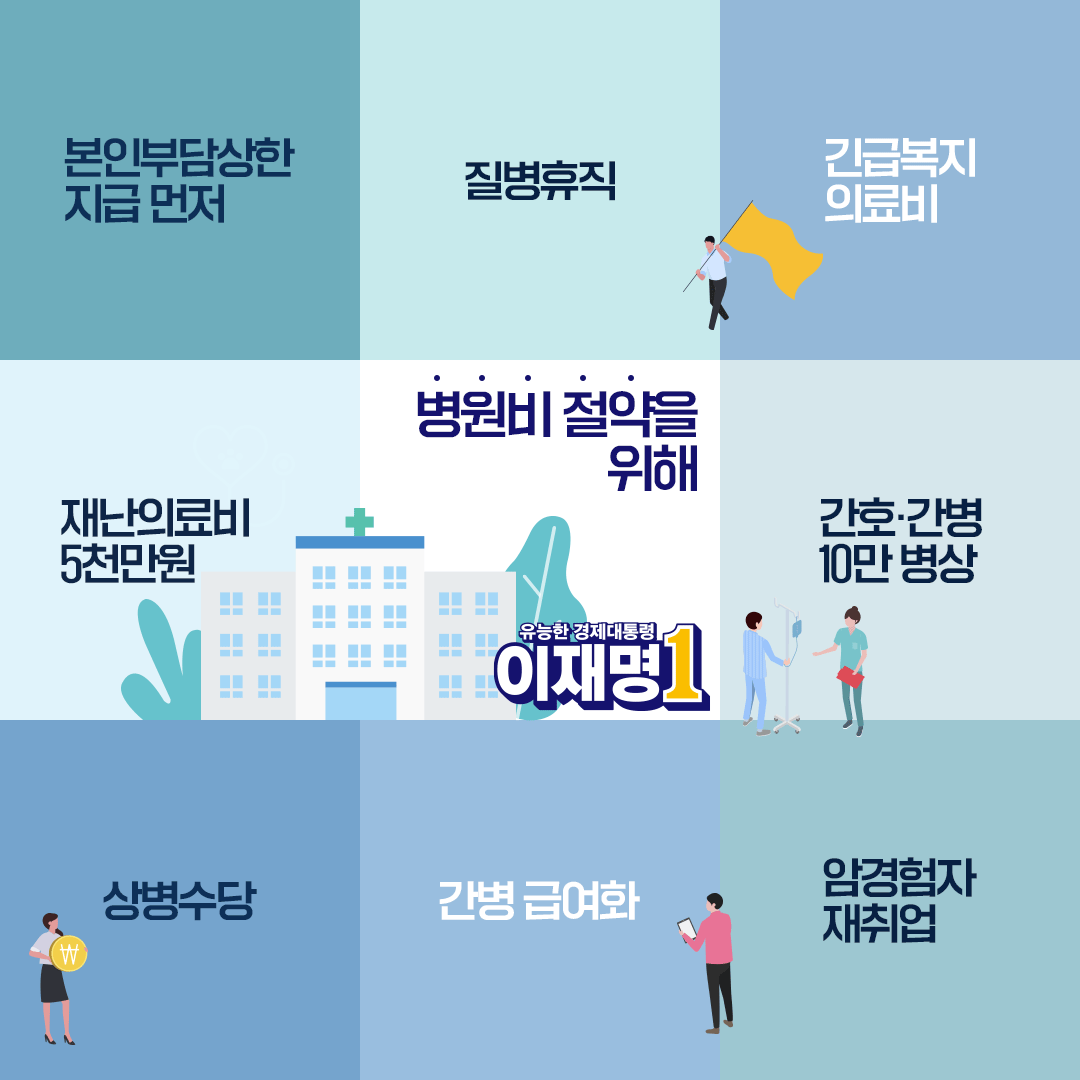 본인부담상한
지급 먼저
질병휴직
긴급복지
의료비
재난의료비
5천만원
병원비 절약을
위해
유능한 경제대통령
이재명1
간호·간병
10만 병상
상병수당
₩
간병 급여화
암경험자
재취업